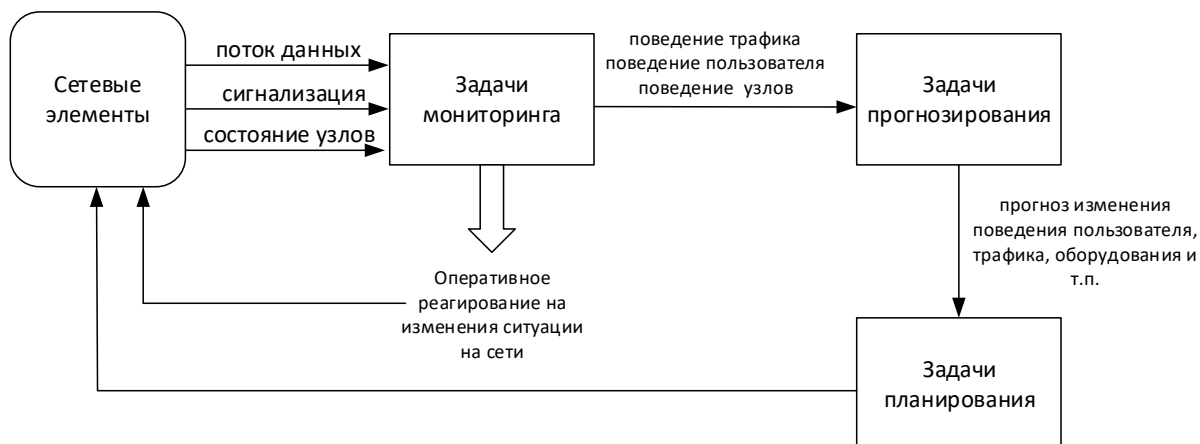 Сетевые
элементы
поток данных
сигнализация
состояние узлов
Задачи
мониторинга
поведение трафика
поведение пользователя
поведение узлов
Задачи
прогнозирования
прогноз изменения
поведения пользователя,
трафика, оборудования и
т.п.
Оперативное
реагирование на
изменения ситуации
на сети
Задачи
планирования